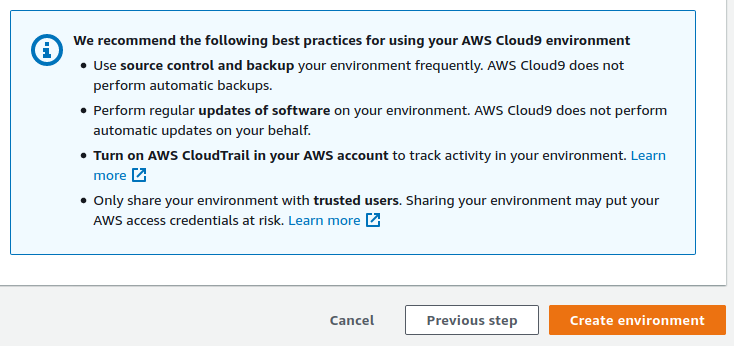 We recommend the following best practices for using your AWS Cloud9 environment
• Use source control and backup your environment frequently. AWS Cloud9 does not
perform automatic backups.
• Perform regular updates of software on your environment. AWS Cloud9 does not perform
automatic updates on your behalf.
• Turn on AWS CloudTrail in your AWS account to track activity in your environment. Learn
more
• Only share your environment with trusted users. Sharing your environment may put your
AWS access credentials at risk. Learn more
Cancel Previous step Create environment